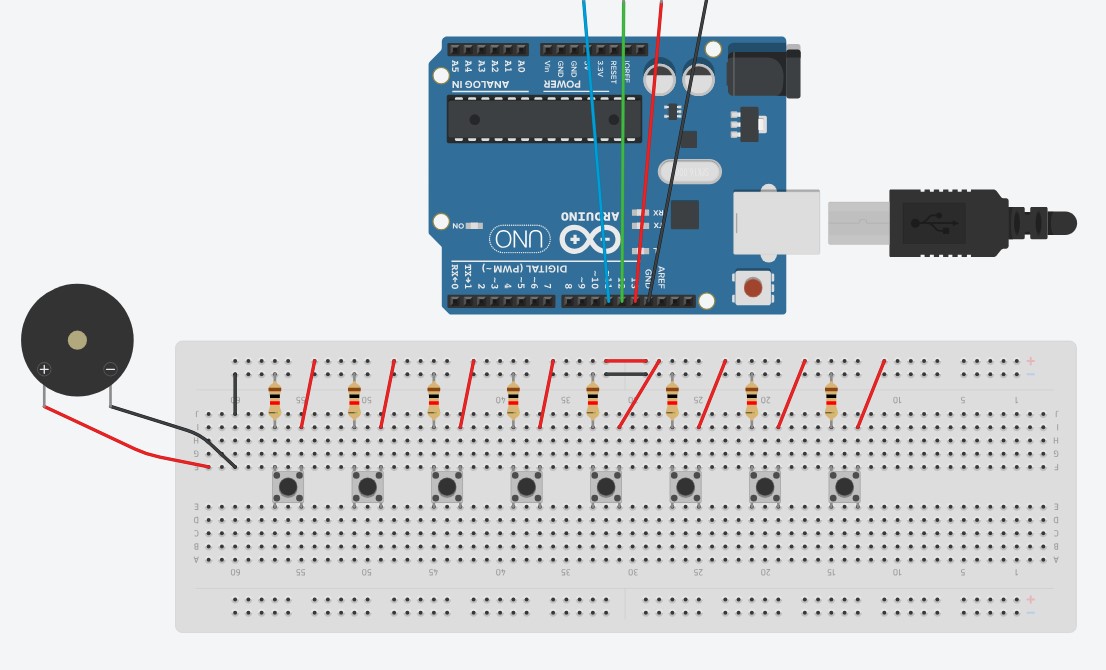 A5 A4 A3 A2 A1 A0 Vin GND GND 5V 3.3V RESET IOREF
ANALOG IN POWER
ON UNO ARDUINO RX
TX
L
DIGITAL (PWM~)
RX←0 TX→1 2 ~3 4 ~5 ~6 7 8 ~9 ~10 ~11 12 13 GND AREF
+ −
+
−
60 55 50 45 40 35 30 25 20 15 10 5 1
J J
I I
H H
G G
F
E E
D D
C C
B B
A A
60 55 50 45 40 35 30 25 20 15 10 5 1
+
−